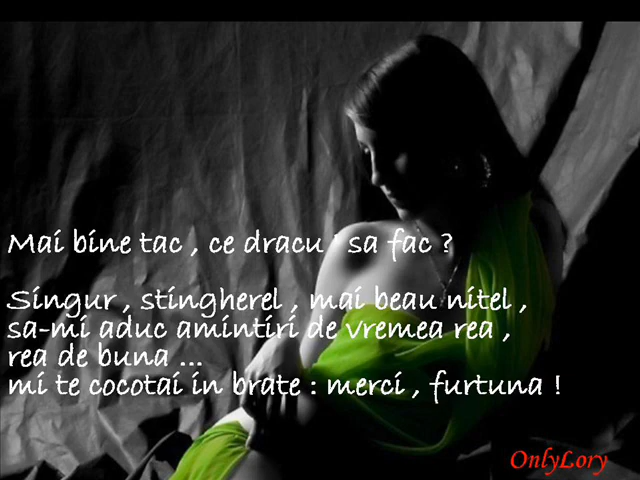 Mai bine tac , ce dracu ' sa fac ?
Singur , stingherel , mai beau nitel ,
sa-mi aduc amintiri de vremea rea ,
rea de buna ...
mi te cocotai in brate : merci , furtuna !
OnlyLory